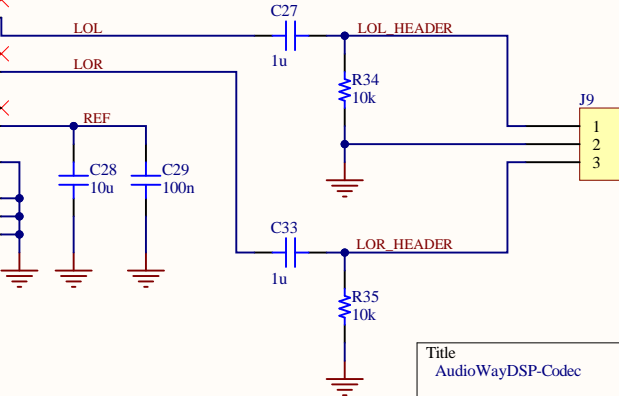 C27
LOL
LOL_HEADER
1u
LOR
R34
10k
J9
1
2
3
REF
C28
10u
C29
100n
C33
LOR_HEADER
1u
R35
10k
Title
AudioWayDSP-Codec